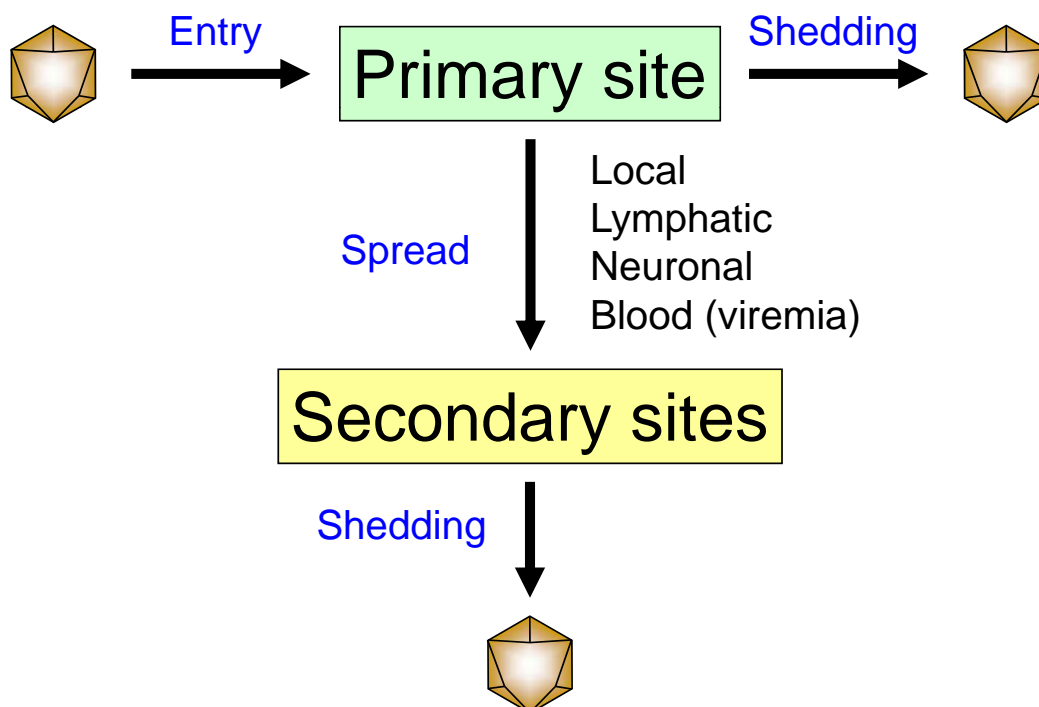 Entry
Shedding
Primary site
Local
Lymphatic
Spread
Neuronal
Blood (viremia)
Secondary sites
Shedding